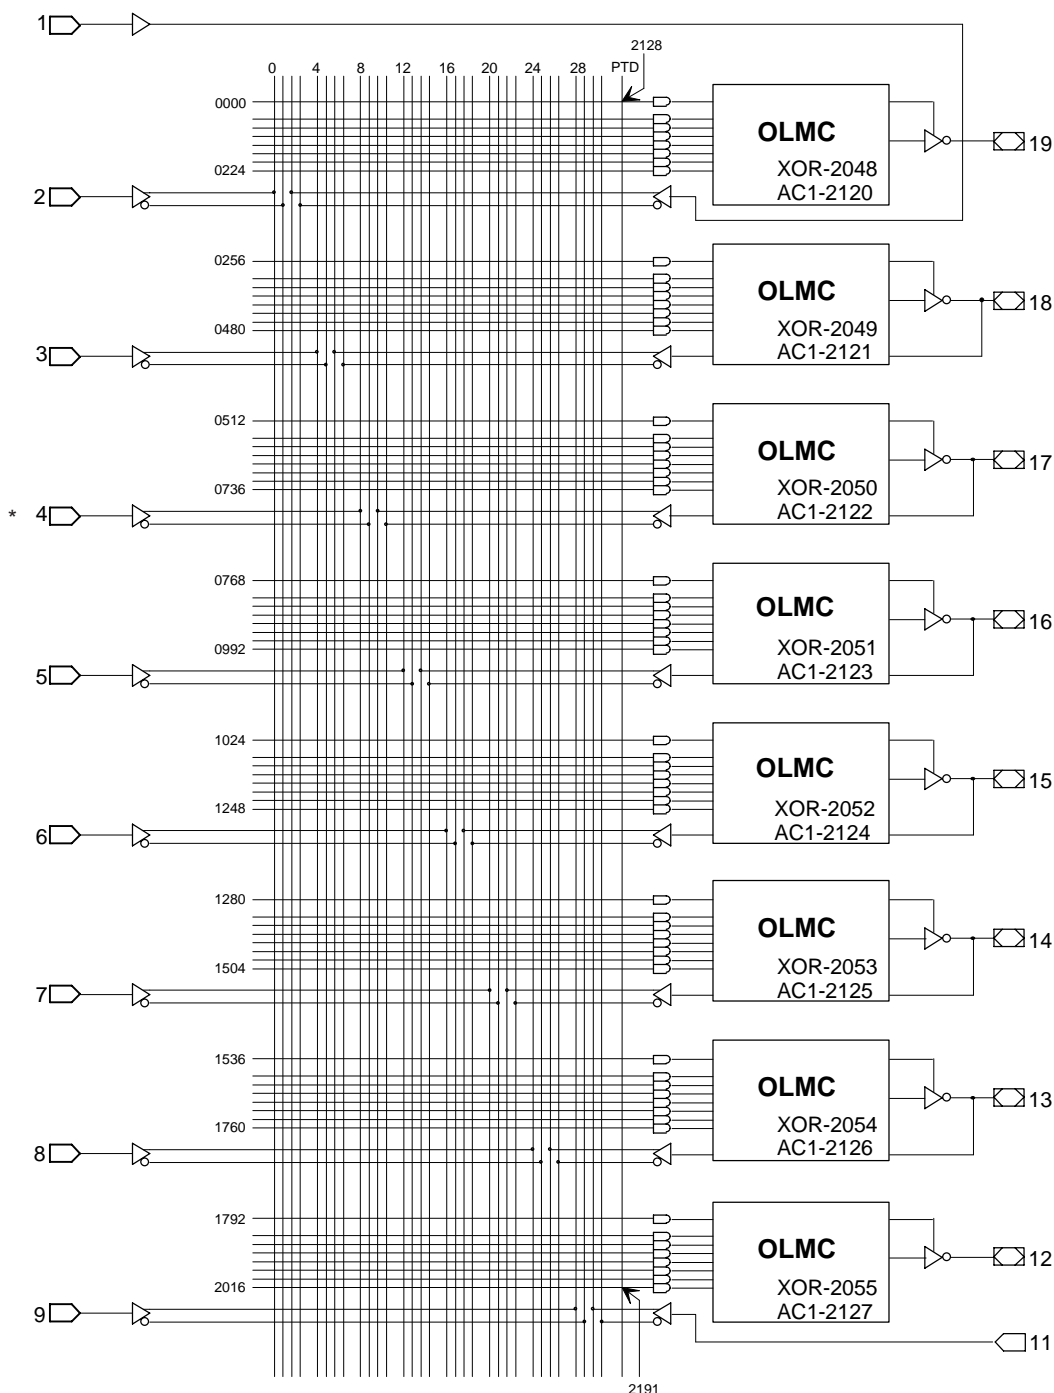 1
2128
0 4 8 12 16 20 24 28 PTD
0000
OLMC
19
XOR-2048
0224
AC1-2120
2
0256
OLMC
18
XOR-2049
0480
AC1-2121
3
0512
OLMC
17
XOR-2050
0736
AC1-2122
* 4
0768
OLMC
16
XOR-2051
0992
AC1-2123
5
1024
OLMC
15
XOR-2052
1248
AC1-2124
6
1280
OLMC
14
XOR-2053
1504
AC1-2125
7
1536
OLMC
13
XOR-2054
1760
AC1-2126
8
1792
OLMC
12
XOR-2055
2016
AC1-2127
9
11
2191